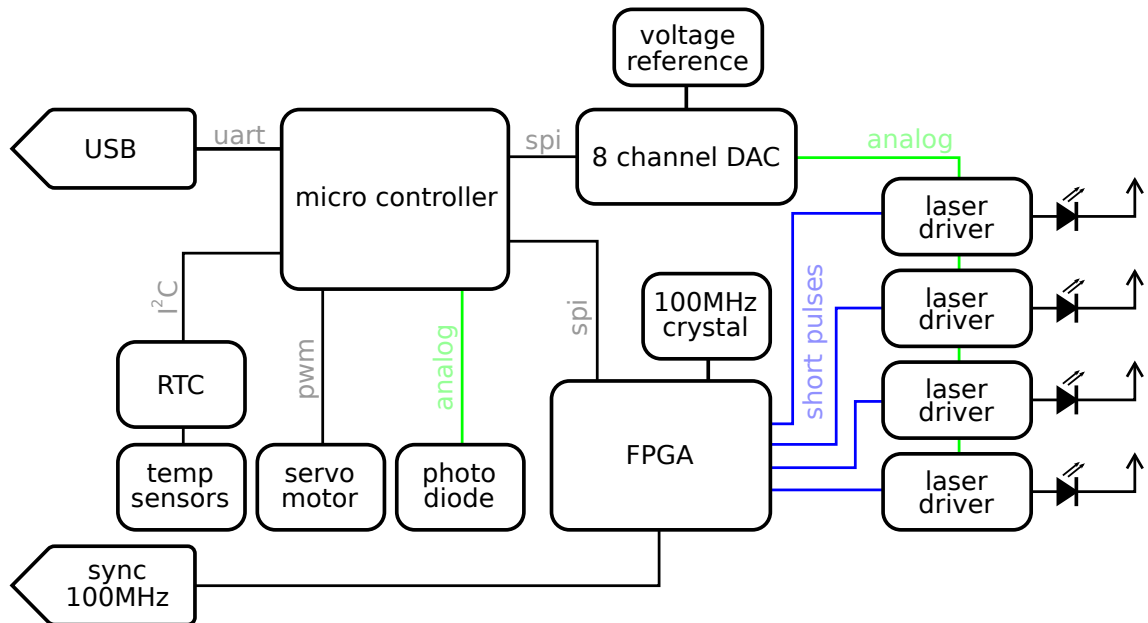 voltage
reference
USB
uart
micro controller
spi
8 channel DAC
analog
laser
driver
laser
driver
laser
driver
laser
driver
I²C
pwm
analog
spi
100MHz
crystal
short pulses
RTC
FPGA
temp
sensors
servo
motor
photo
diode
sync
100MHz